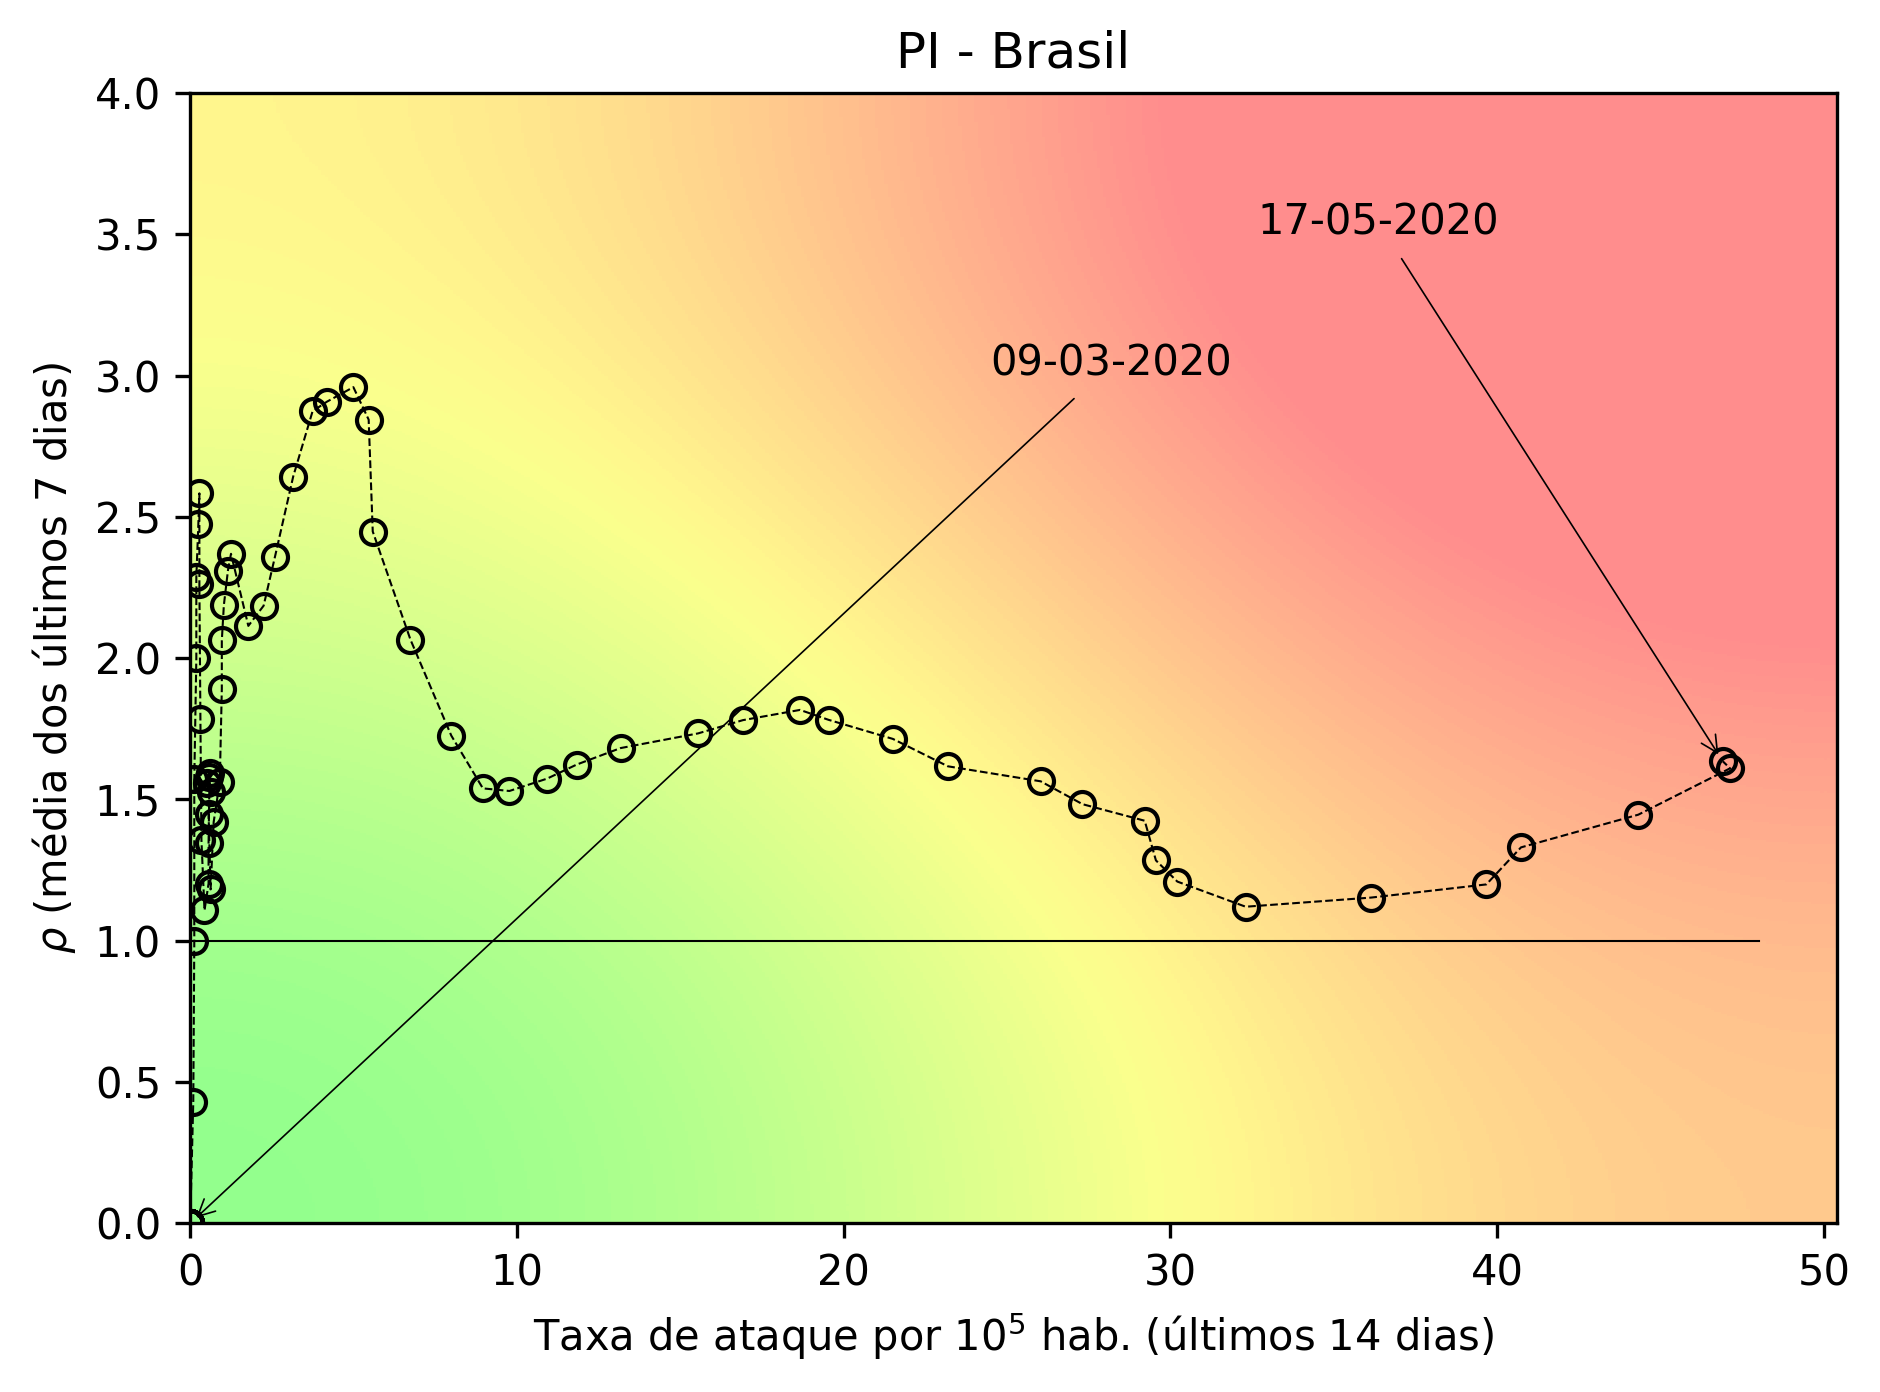 PI - Brasil
4.0
3.5
3.0
2.5
2.0
1.5
1.0
0.5
0.0
ρ (média dos últimos 7 dias)
17-05-2020
09-03-2020
0 10 20 30 40 50
Taxa de ataque por 10⁵ hab. (últimos 14 dias)